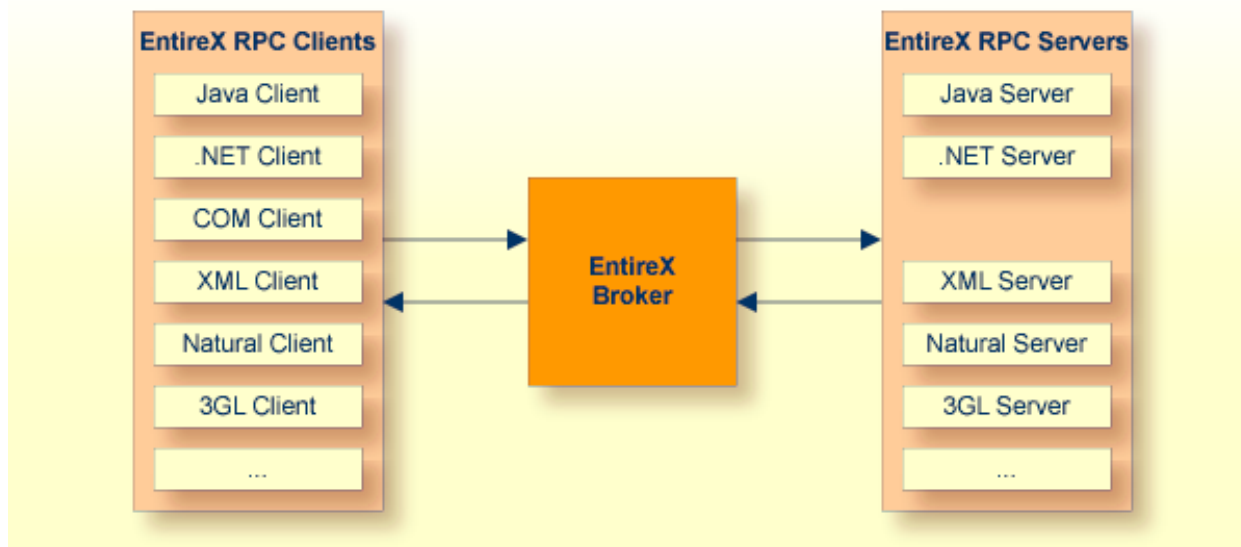 EntireX RPC Clients
Java Client
.NET Client
COM Client
XML Client
Natural Client
3GL Client
...
EntireX
Broker
EntireX RPC Servers
Java Server
.NET Server
XML Server
Natural Server
3GL Server
...